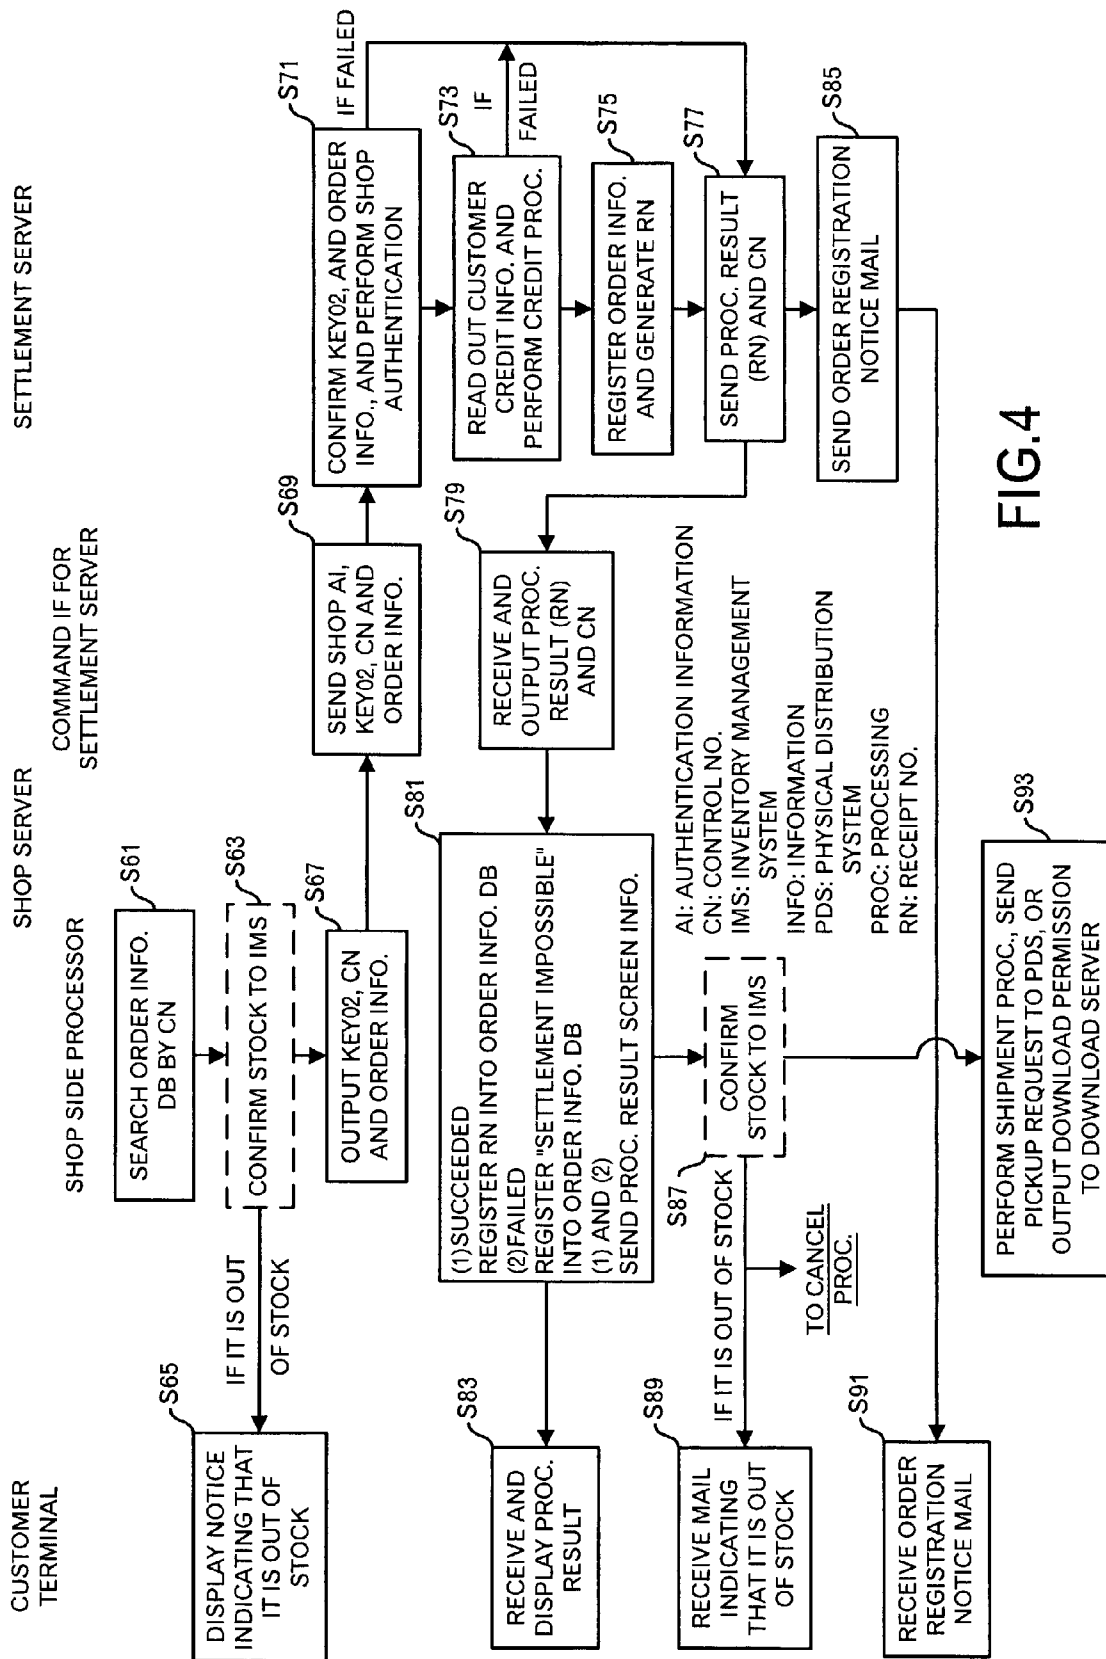 CUSTOMER
TERMINAL
SHOP SERVER
SHOP SIDE PROCESSOR
COMMAND IF FOR
SETTLEMENT SERVER
SETTLEMENT SERVER
S61
SEARCH ORDER INFO.
DB BY CN
S63
CONFIRM STOCK TO IMS
IF IT IS OUT
OF STOCK
S65
DISPLAY NOTICE
INDICATING THAT
IT IS OUT OF
STOCK
S67
OUTPUT KEY02, CN
AND ORDER INFO.
S69
SEND SHOP AI,
KEY02, CN AND
ORDER INFO.
S71
CONFIRM KEY02, AND ORDER
INFO., AND PERFORM SHOP
AUTHENTICATION
IF FAILED
S73
READ OUT CUSTOMER
CREDIT INFO. AND
PERFORM CREDIT PROC.
IF
FAILED
S75
REGISTER ORDER INFO.
AND GENERATE RN
S77
SEND PROC. RESULT
(RN) AND CN
S79
RECEIVE AND
OUTPUT PROC.
RESULT (RN)
AND CN
S81
(1)SUCCEEDED
REGISTER RN INTO ORDER INFO. DB
(2)FAILED
REGISTER "SETTLEMENT IMPOSSIBLE"
INTO ORDER INFO. DB
(1) AND (2)
SEND PROC. RESULT SCREEN INFO.
S83
RECEIVE AND
DISPLAY PROC.
RESULT
S85
SEND ORDER REGISTRATION
NOTICE MAIL
S87
CONFIRM
STOCK TO IMS
IF IT IS OUT OF STOCK
TO CANCEL
PROC.
S89
RECEIVE MAIL
INDICATING
THAT IT IS OUT
OF STOCK
S91
RECEIVE ORDER
REGISTRATION
NOTICE MAIL
S93
PERFORM SHIPMENT PROC., SEND
PICKUP REQUEST TO PDS, OR
OUTPUT DOWNLOAD PERMISSION
TO DOWNLOAD SERVER
AI: AUTHENTICATION INFORMATION
CN: CONTROL NO.
IMS: INVENTORY MANAGEMENT
SYSTEM
INFO: INFORMATION
PDS: PHYSICAL DISTRIBUTION
SYSTEM
PROC: PROCESSING
RN: RECEIPT NO.
FIG.4